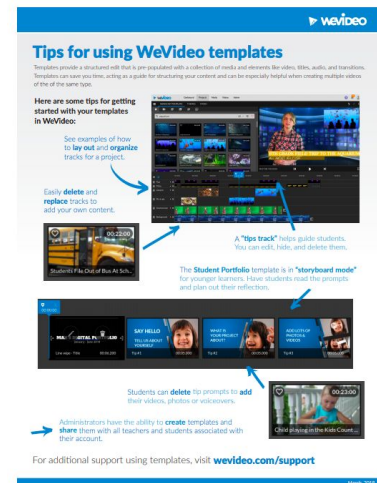 wevideo
Tips for using WeVideo templates
Templates provide a structured edit that is pre-populated with a collection of media and elements like video, titles, audio, and transitions.
Templates can save you time, acting as a guide for structuring your content and can be especially helpful when creating multiple videos
of the of the same type.
Here are some tips for getting
started with your templates
in WeVideo:
See examples of how
to lay out and organize
tracks for a project.
Easily delete and
replace tracks to
add your own content.
00:22:00
Students File Out of Bus At Sch...
A "tips track" helps guide students.
You can edit, hide, and delete them.
The Student Portfolio template is in "storyboard mode"
for younger learners. Have students read the prompts
and plan out their reflection.
SAY HELLO
TELL US ABOUT
YOURSELF
WHAT IS
YOUR PROJECT
ABOUT?
ADD LOTS OF
PHOTOS &
VIDEOS
Students can delete tip prompts to add
their videos, photos or voiceovers.
00:23:00
Child playing in the Kids Count ...
Administrators have the ability to create templates and
share them with all teachers and students associated with
their account.
For additional support using templates, visit wevideo.com/support